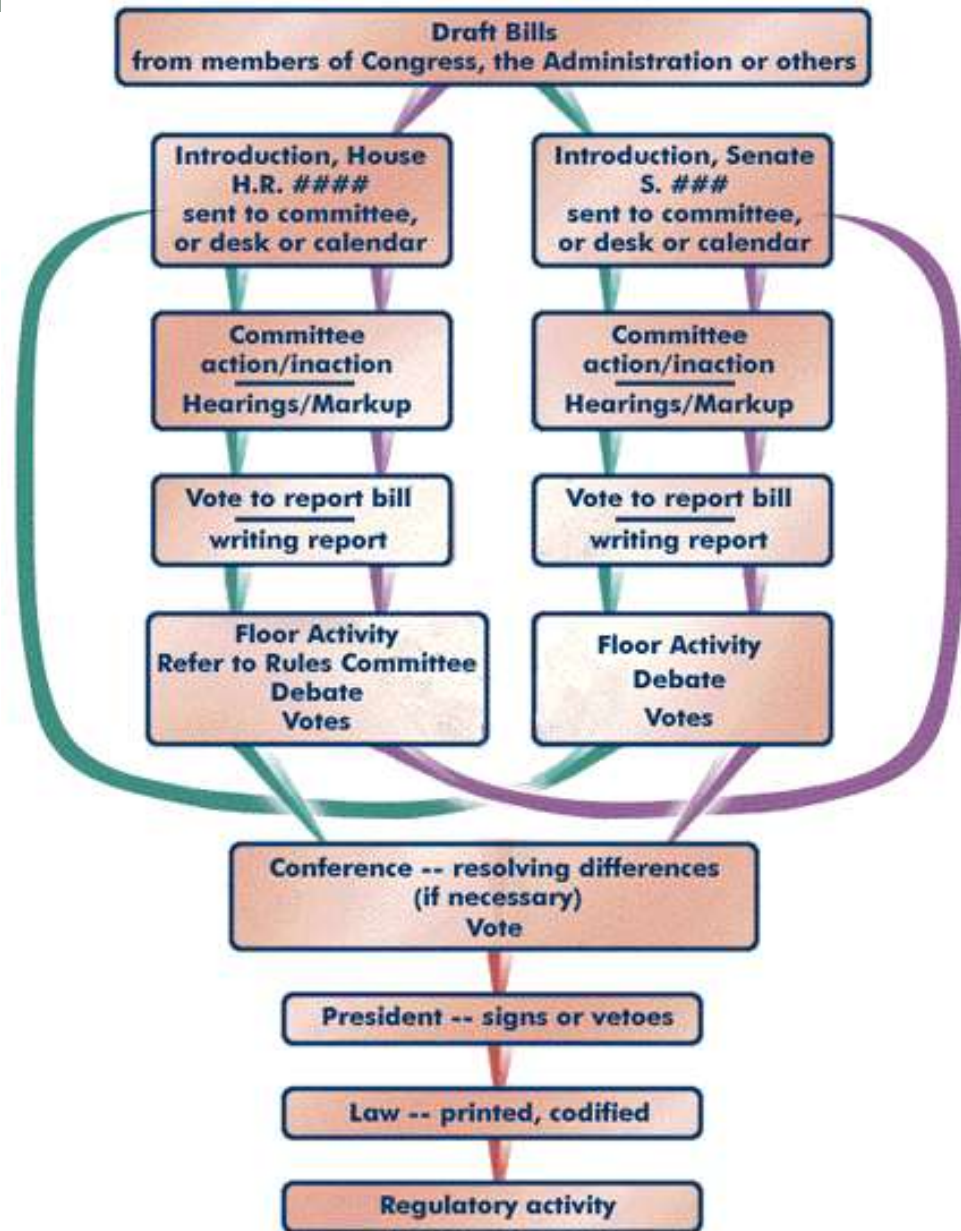 Draft Bills
from members of Congress, the Administration or others
Introduction, House
H.R. ####
sent to committee,
or desk or calendar
Introduction, Senate
S. ###
sent to committee,
or desk or calendar
Committee
action/inaction
Hearings/Markup
Committee
action/inaction
Hearings/Markup
Vote to report bill
writing report
Vote to report bill
writing report
Floor Activity
Refer to Rules Committee
Debate
Votes
Floor Activity
Debate
Votes
Conference -- resolving differences
(if necessary)
Vote
President -- signs or vetoes
Law -- printed, codified
Regulatory activity